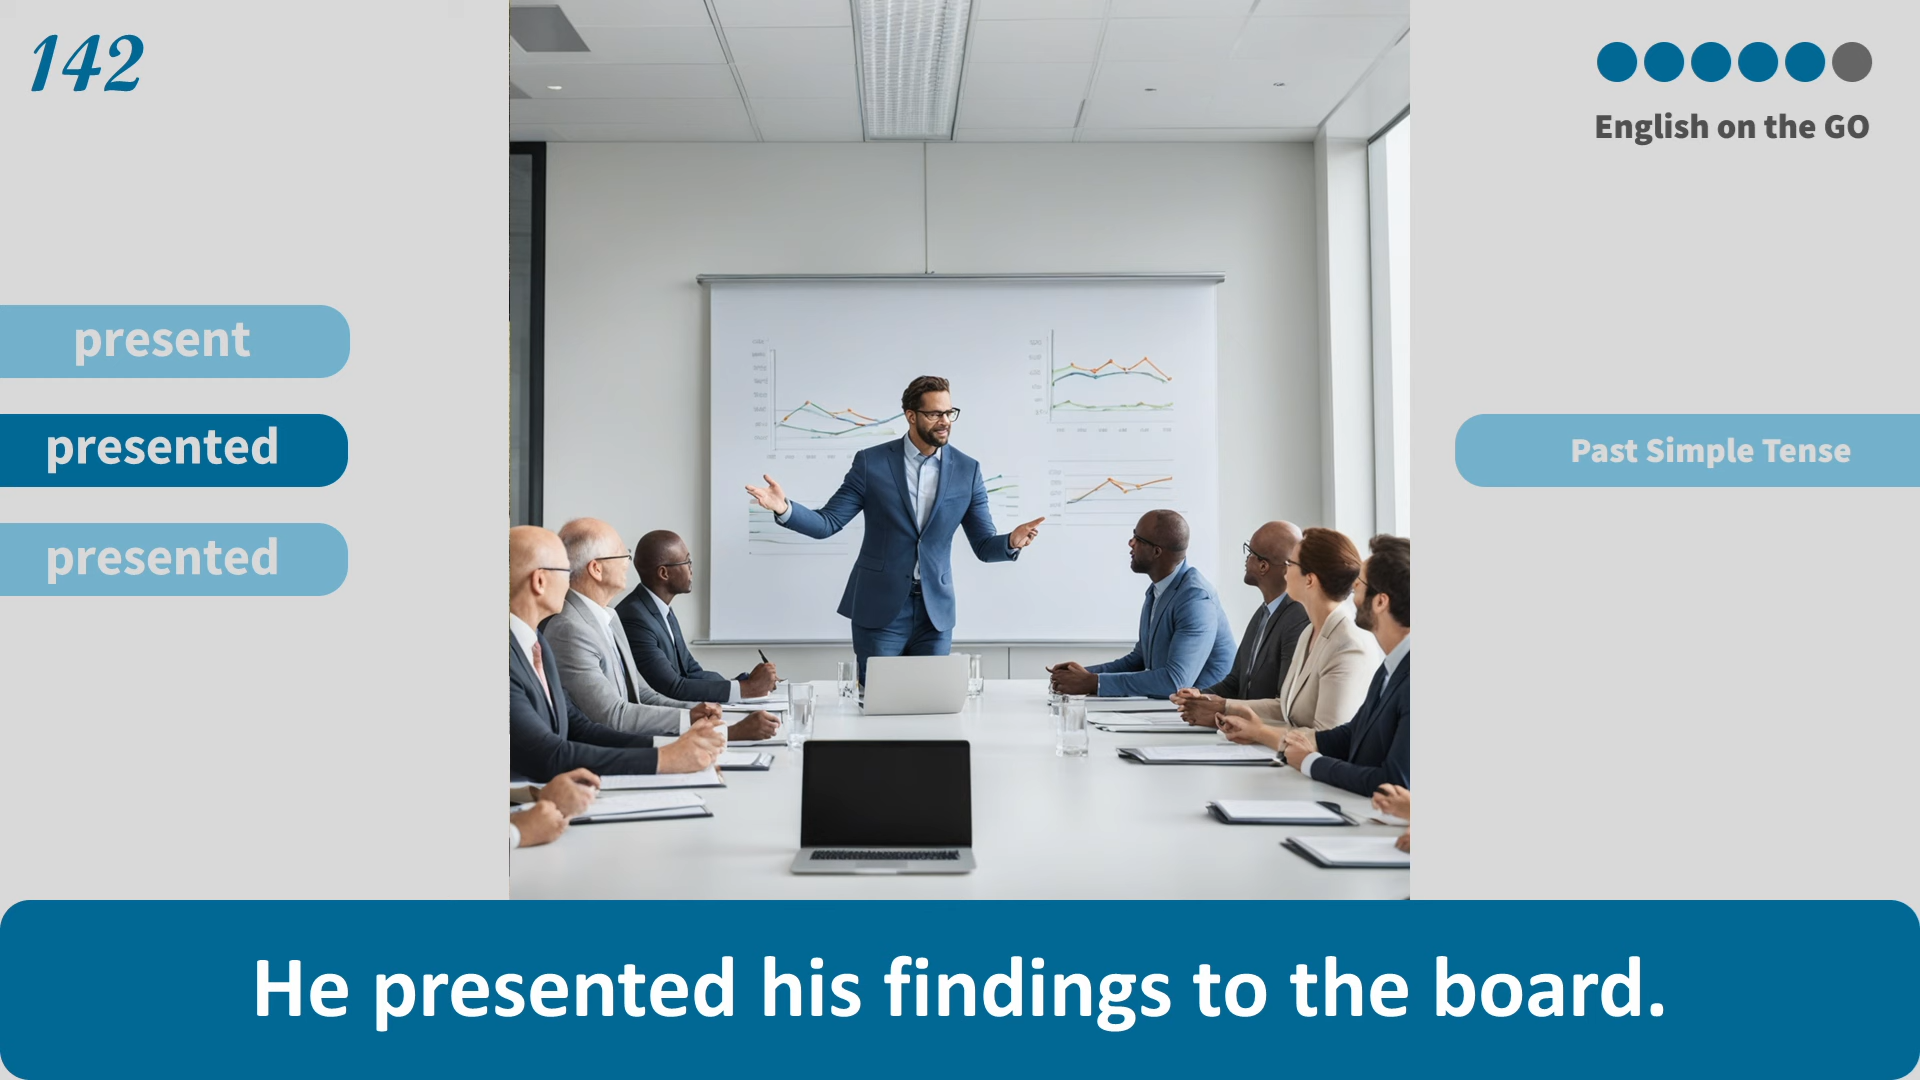 142
English on the GO
present
presented
presented
Past Simple Tense
He presented his findings to the board.